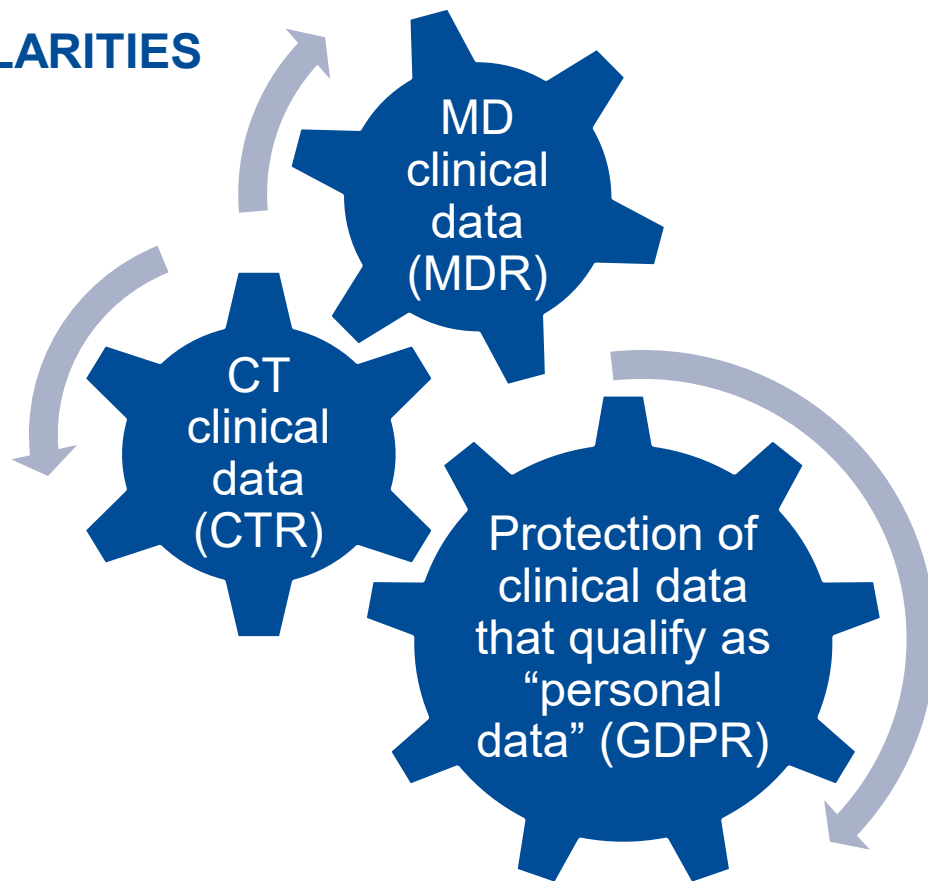 LARITIES
MD
clinical
data
(MDR)
CT
clinical
data
(CTR)
Protection of
clinical data
that qualify as
“personal
data” (GDPR)